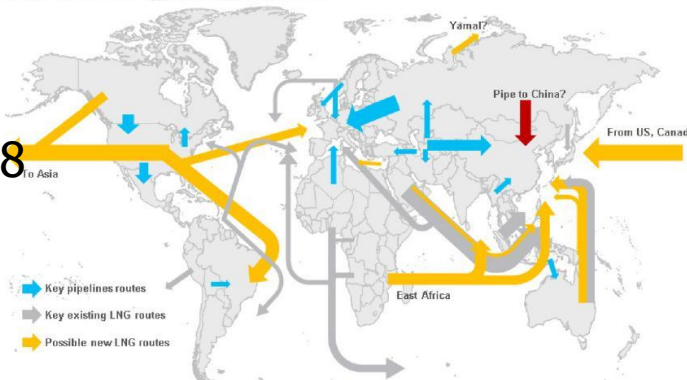 Yamal?
Pipe to China?
From US, Canad
8
To Asia
East Africa
Key pipelines routes
Key existing LNG routes
Possible new LNG routes